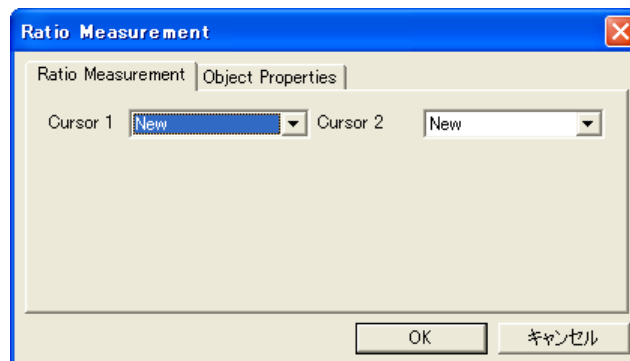 Ratio Measurement
Ratio Measurement Object Properties
Cursor 1 New Cursor 2 New
OK キャンセル